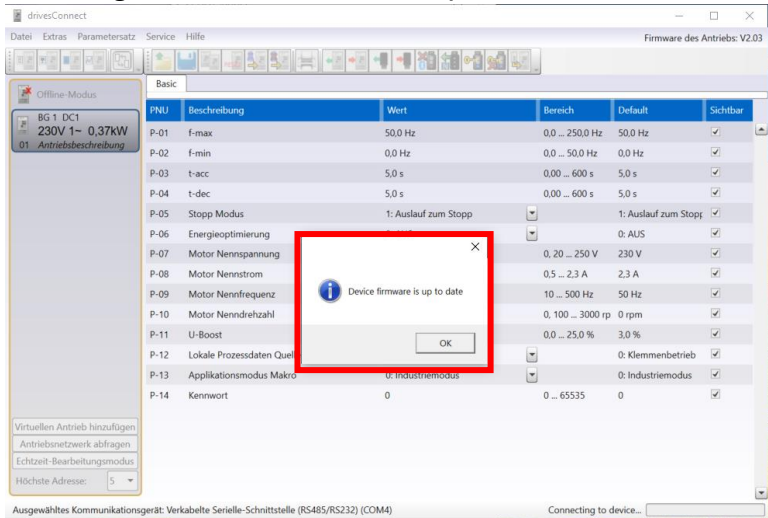 drivesConnect
Datei Extras Parametersatz Service Hilfe Firmware des Antriebs: V2.03
Offline-Modus
BG 1 DC1
230V 1~ 0,37kW
01 Antriebsbeschreibung
Basic
PNU Beschreibung Wert Bereich Default Sichtbar
P-01 f-max 50,0 Hz 0,0 ... 250,0 Hz 50,0 Hz
P-02 f-min 0,0 Hz 0,0 ... 50,0 Hz 0,0 Hz
P-03 t-acc 5,0 s 0,00 ... 600 s 5,0 s
P-04 t-dec 5,0 s 0,00 ... 600 s 5,0 s
P-05 Stopp Modus 1: Auslauf zum Stopp 1: Auslauf zum Stopp
P-06 Energieoptimierung 0: AUS
P-07 Motor Nennspannung 0, 20 ... 250 V 230 V
P-08 Motor Nennstrom 0,5 ... 2,3 A 2,3 A
P-09 Motor Nennfrequenz 10 ... 500 Hz 50 Hz
P-10 Motor Nenndrehzahl 0, 100 ... 3000 rp 0 rpm
P-11 U-Boost 0,0 ... 25,0 % 3,0 %
P-12 Lokale Prozessdaten Quel 0: Klemmenbetrieb
P-13 Applikationsmodus Makro 0: Industriemodus 0: Industriemodus
P-14 Kennwort 0 0 ... 65535 0
Device firmware is up to date
OK
Virtuellen Antrieb hinzufügen
Antriebsnetzwerk abfragen
Echtzeit-Bearbeitungsmodus
Höchste Adresse: 5
Ausgewähltes Kommunikationsgerät: Verkabelte Serielle-Schnittstelle (RS485/RS232) (COM4) Connecting to device...